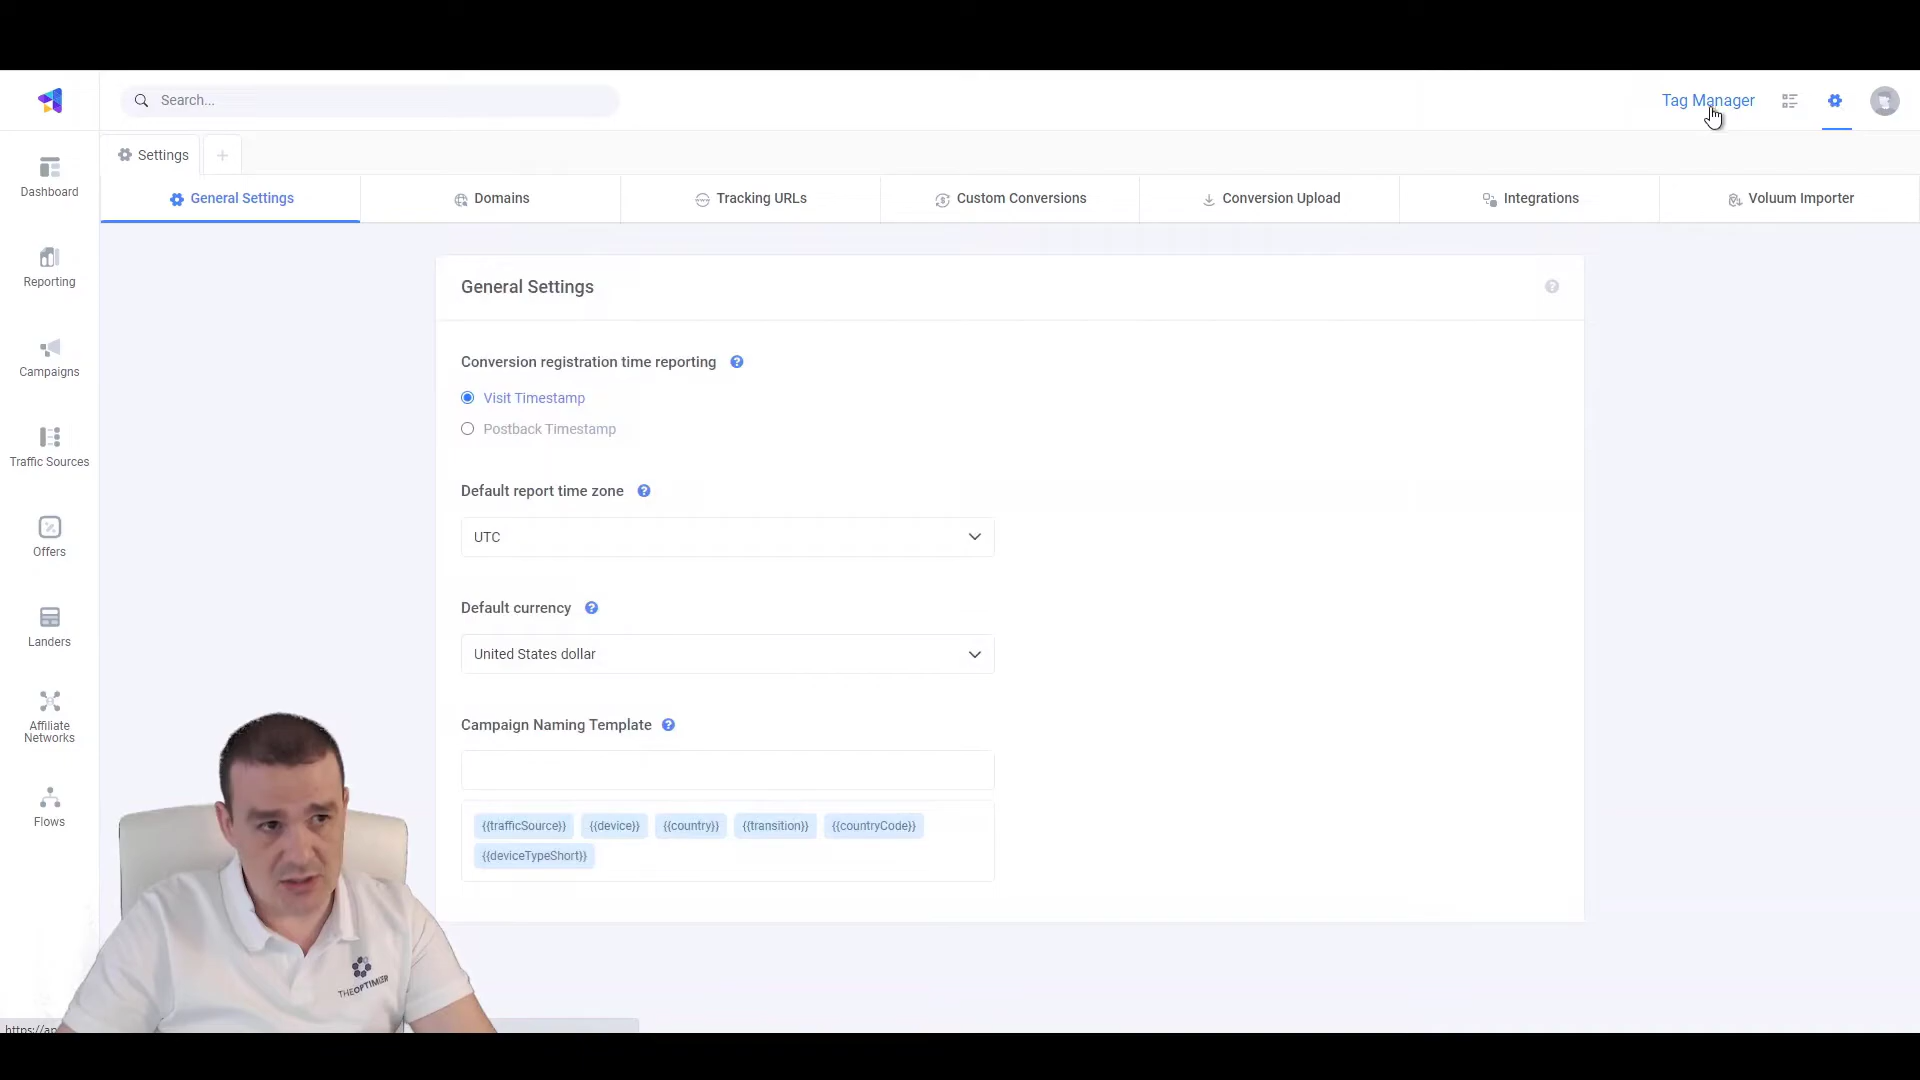 Search...
Tag Manager
Settings
General Settings
Domains
Tracking URLs
Custom Conversions
Conversion Upload
Integrations
Voluum Importer
Dashboard
Reporting
Campaigns
Traffic Sources
Offers
Landers
Affiliate
Networks
Flows
General Settings
Conversion registration time reporting
Visit Timestamp
Postback Timestamp
Default report time zone
UTC
Default currency
United States dollar
Campaign Naming Template
{{trafficSource}} {{device}} {{country}} {{transition}} {{countryCode}}
{{deviceTypeShort}}
THEOPTIMIZER
https://ap